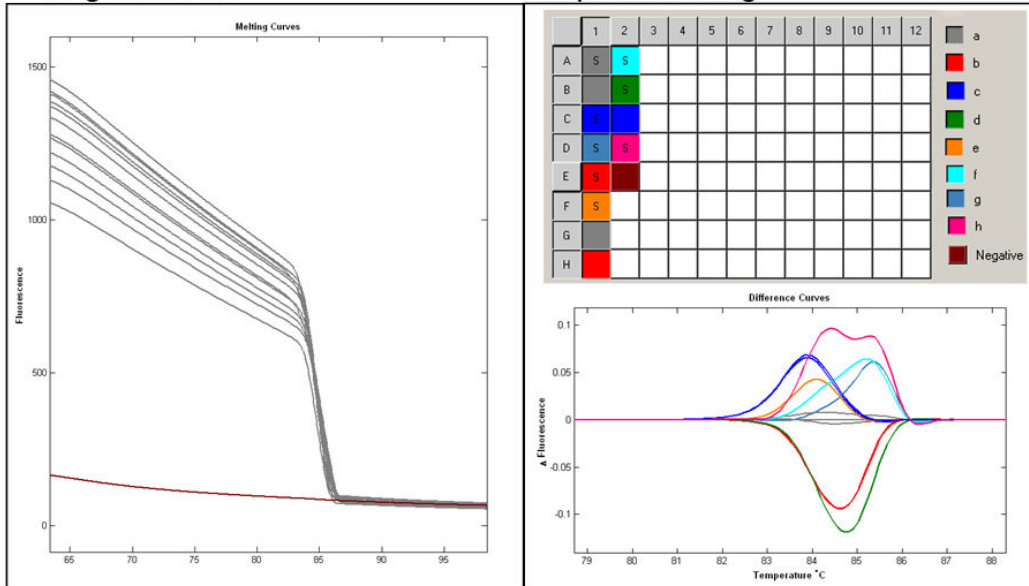 Melting Curves
1500
1000
500
0
65 70 75 80 85 90 95
Fluorescence
1 2 3 4 5 6 7 8 9 10 11 12
A S S
B S
C S
D S S
E S
F S
G
H
a
b
c
d
e
f
g
h
Negative
Difference Curves
0.1
0.05
0
-0.05
-0.1
79 80 81 82 83 84 85 86 87 88
Δ Fluorescence
Temperature °C